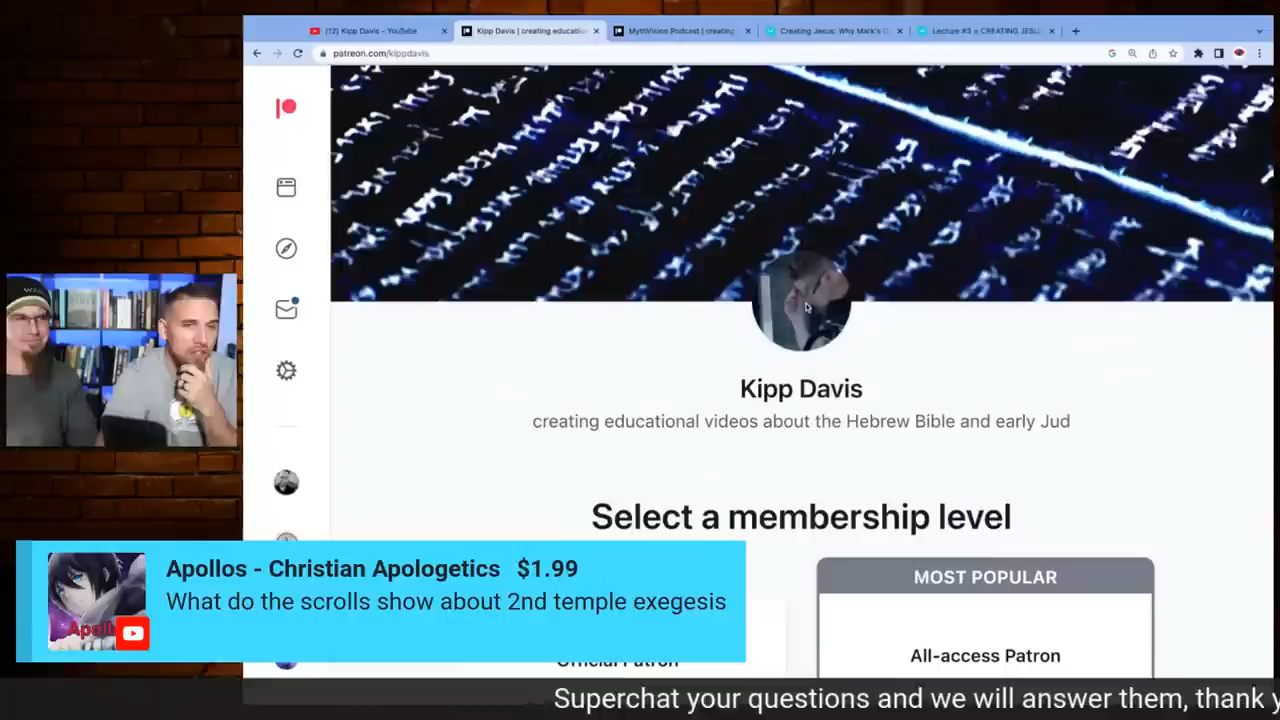 (12) Kipp Davis - YouTube
Kipp Davis | creating educatio
MythVision Podcast | creating
Creating Jesus: Why Mark's G
Lecture #3
patreon.com/kippdavis
Kipp Davis
creating educational videos about the Hebrew Bible and early Jud
Select a membership level
MOST POPULAR
Official Patron
All-access Patron
Apollos - Christian Apologetics $1.99
What do the scrolls show about 2nd temple exegesis
Superchat your questions and we will answer them, thank y